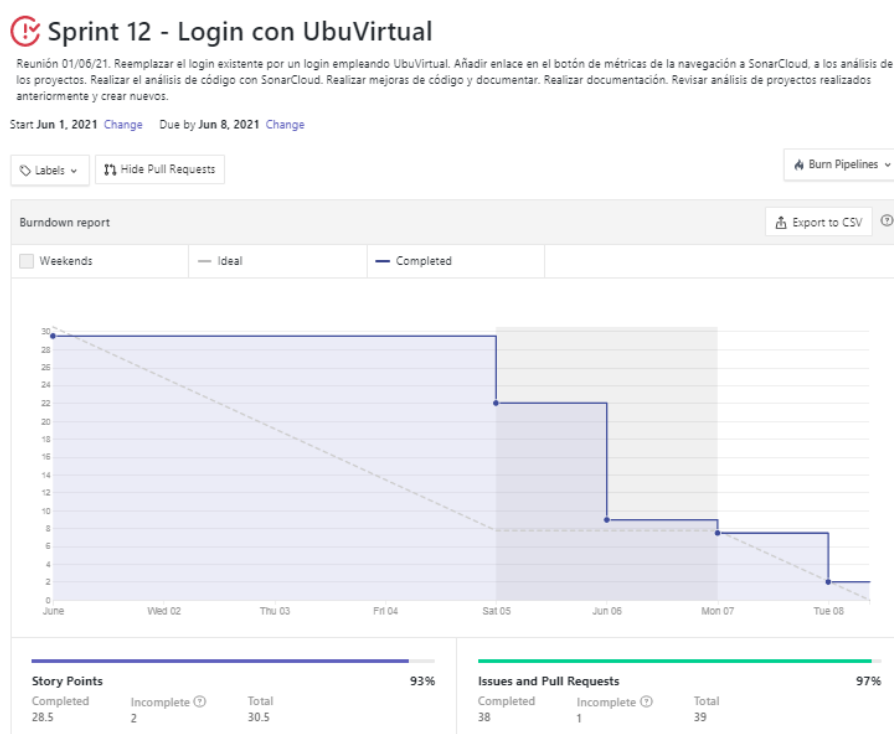 Sprint 12 - Login con UbuVirtual
Reunión 01/06/21. Reemplazar el login existente por un login empleando UbuVirtual. Añadir enlace en el botón de métricas de la navegación a SonarCloud, a los análisis de
los proyectos. Realizar el análisis de código con SonarCloud. Realizar mejoras de código y documentar. Realizar documentación. Revisar análisis de proyectos realizados
anteriormente y crear nuevos.
Start Jun 1, 2021 Change Due by Jun 8, 2021 Change
Labels Hide Pull Requests Burn Pipelines
Burndown report Export to CSV
Weekends Ideal Completed
30
28
26
24
22
20
18
16
14
12
10
8
6
4
2
0
June Wed 02 Thu 03 Fri 04 Sat 05 Jun 06 Mon 07 Tue 08
Story Points 93% Issues and Pull Requests 97%
Completed Incomplete Total Completed Incomplete Total
28.5 2 30.5 38 1 39